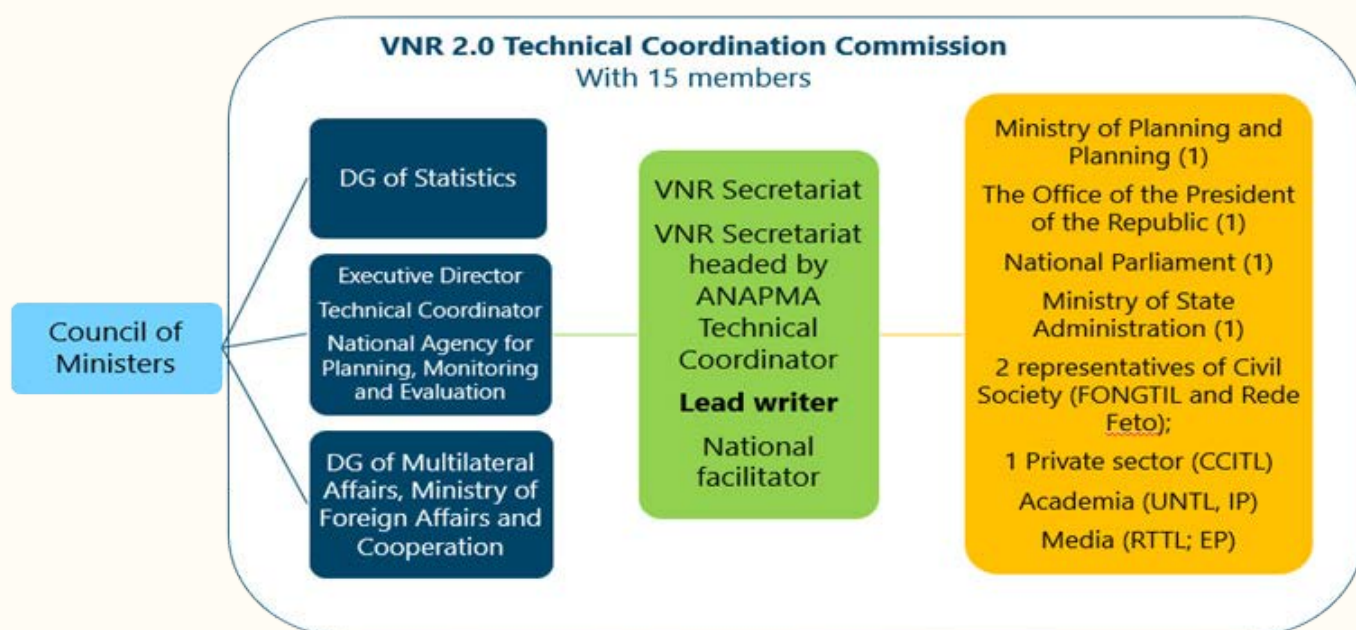 VNR 2.0 Technical Coordination Commission
With 15 members
Council of
Ministers
DG of Statistics
Executive Director
Technical Coordinator
National Agency for
Planning, Monitoring
and Evaluation
DG of Multilateral
Affairs, Ministry of
Foreign Affairs and
Cooperation
VNR Secretariat
VNR Secretariat
headed by
ANAPMA
Technical
Coordinator
Lead writer
National
facilitator
Ministry of Planning and
Planning (1)
The Office of the President
of the Republic (1)
National Parliament (1)
Ministry of State
Administration (1)
2 representatives of Civil
Society (FONGTIL and Rede
Feto);
1 Private sector (CCITL)
Academia (UNTL, IP)
Media (RTTL; EP)